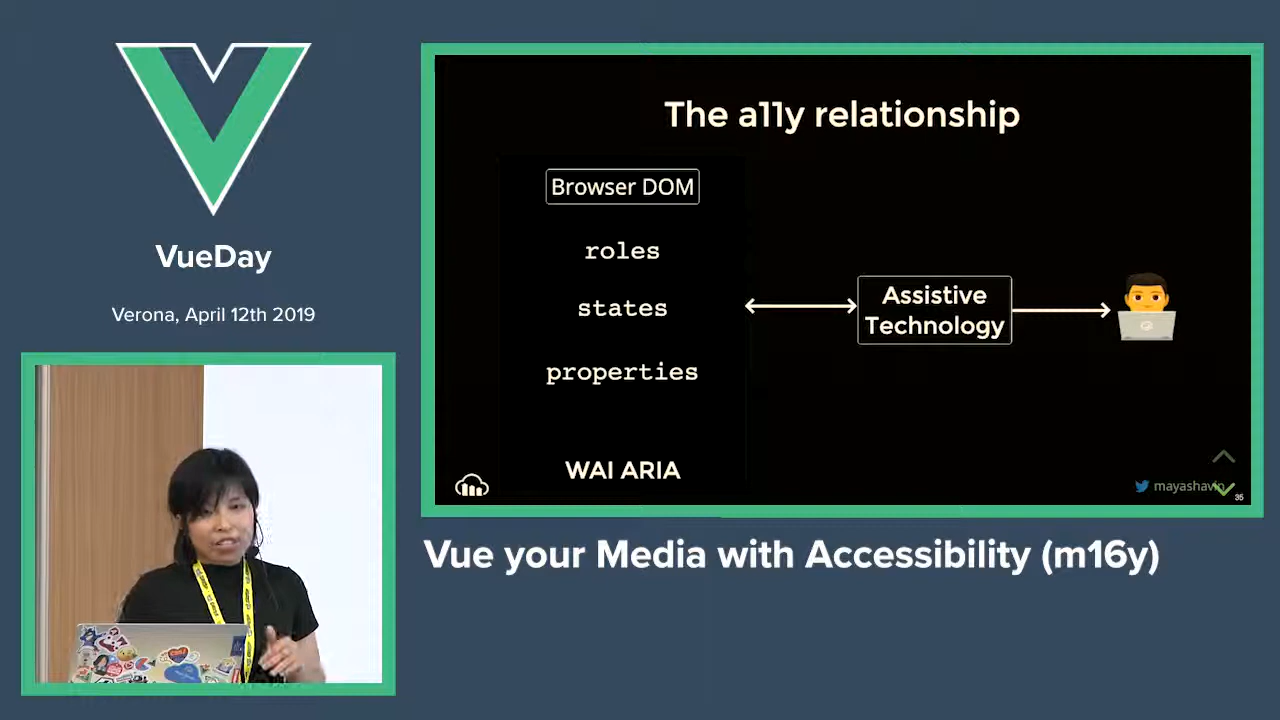 VueDay
Verona, April 12th 2019
The a11y relationship
Browser DOM
roles
states
properties
WAI ARIA
Assistive
Technology
mayashavin
35
Vue your Media with Accessibility (m16y)